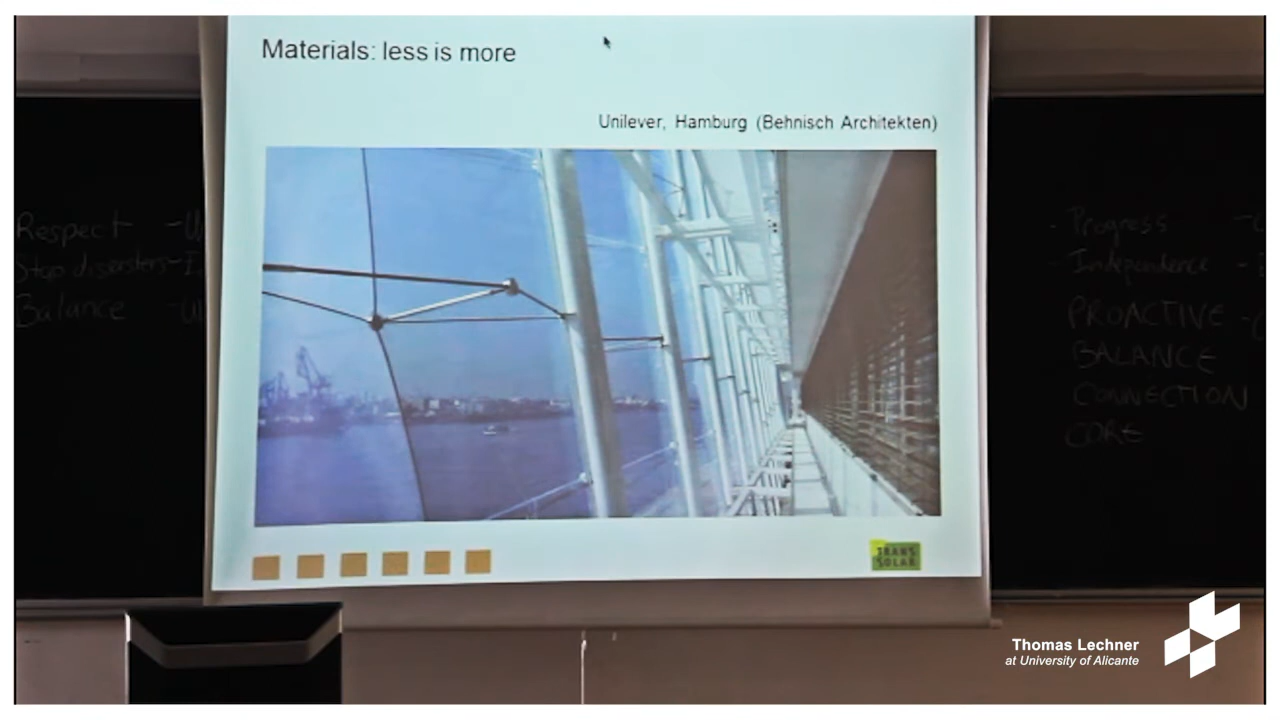 Materials: less is more
Unilever, Hamburg (Behnisch Architekten)
Respect
Stop disasters
Balance
- Progress
- Independence
PROACTIVE
BALANCE
CONNECTION
CORE
TRANS
SOLAR
Thomas Lechner
at University of Alicante